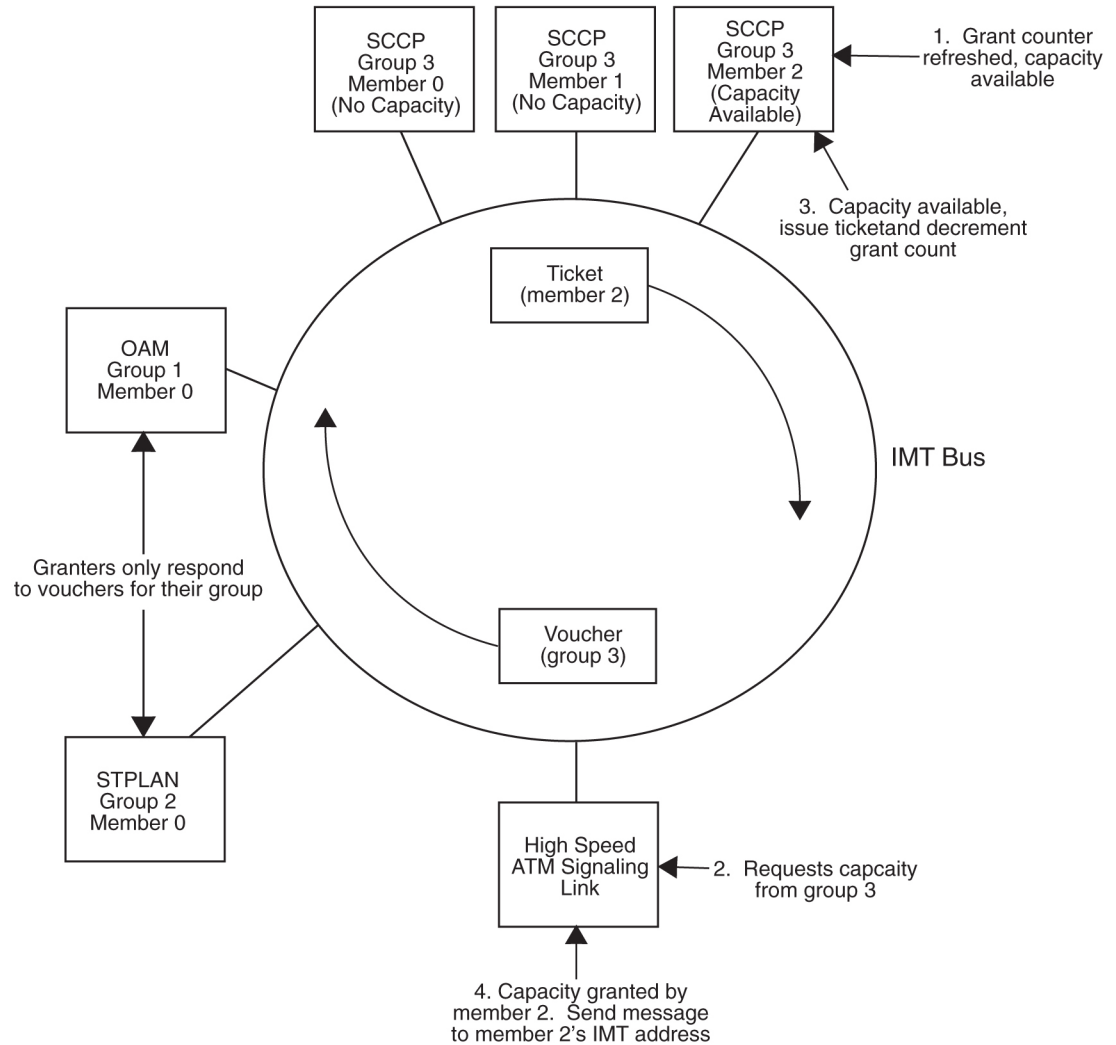 SCCP
Group 3
Member 0
(No Capacity)
SCCP
Group 3
Member 1
(No Capacity)
SCCP
Group 3
Member 2
(Capacity
Available)
1. Grant counter
refreshed, capacity
available
3. Capacity available,
issue ticketand decrement
grant count
Ticket
(member 2)
OAM
Group 1
Member 0
IMT Bus
Granters only respond
to vouchers for their group
Voucher
(group 3)
STPLAN
Group 2
Member 0
High Speed
ATM Signaling
Link
2. Requests capcaity
from group 3
4. Capacity granted by
member 2. Send message
to member 2's IMT address